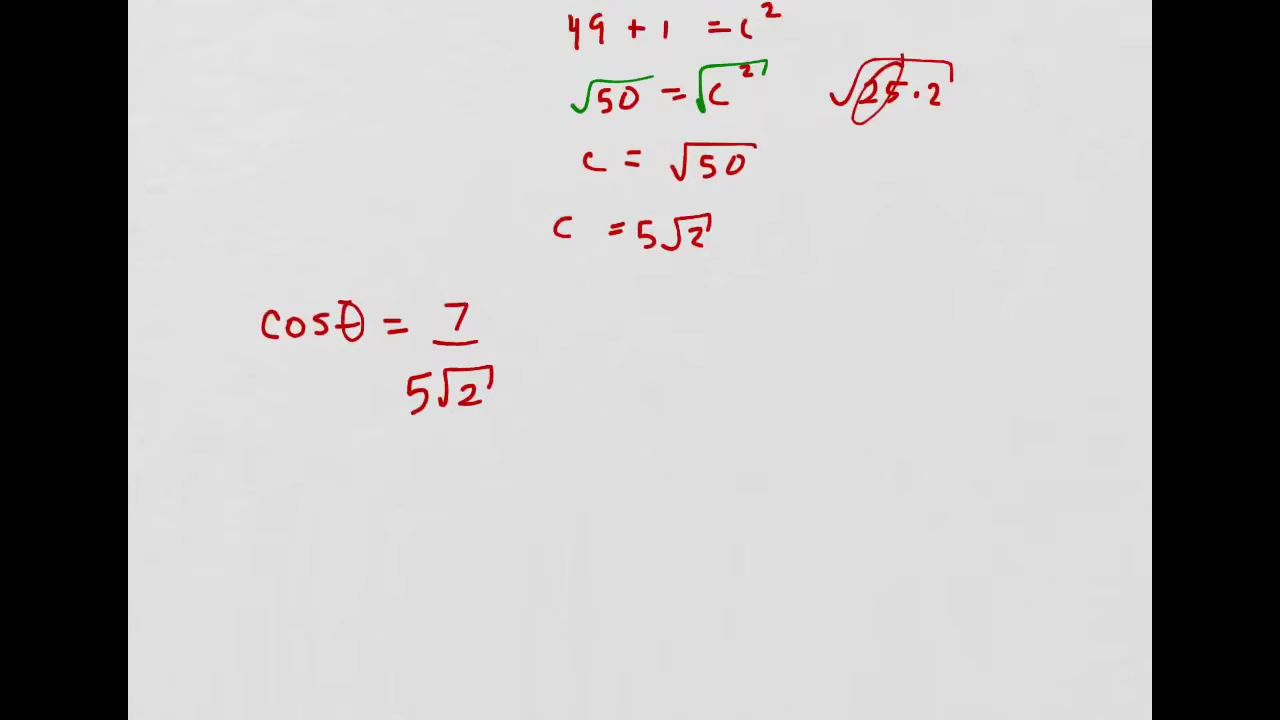 49 + 1 = c²
√50 = √c² √25·2
c = √50
c = 5√2
cosθ = 7
5√2